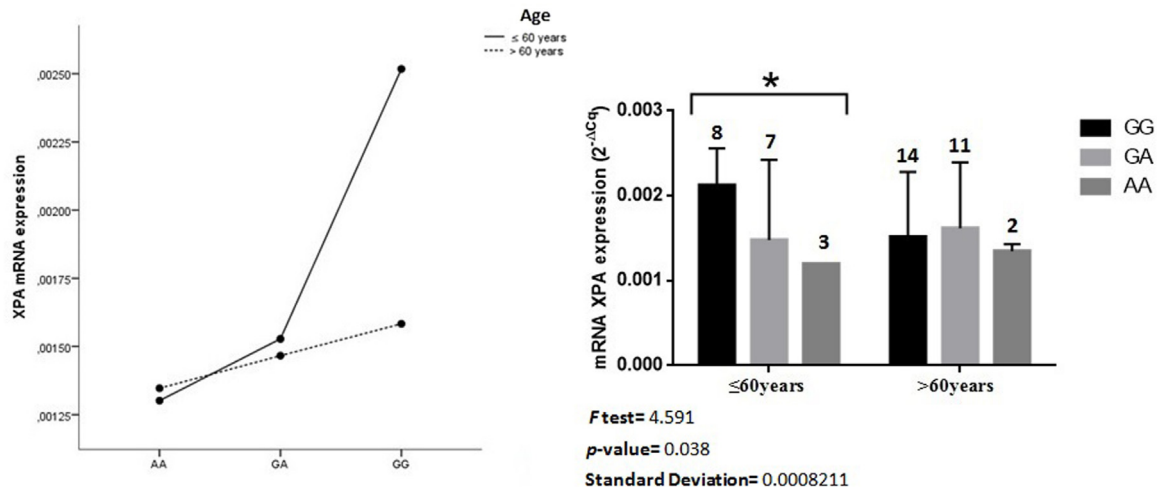 Age
≤ 60 years
> 60 years
XPA mRNA expression
,00250
,00225
,00200
,00175
,00150
,00125
AA GA GG
mRNA XPA expression (2^-ΔCq)
0.003
0.002
0.001
0.000
*
8 7 3 14 11 2
GG
GA
AA
≤60years >60years
F test= 4.591
p-value= 0.038
Standard Deviation= 0.0008211